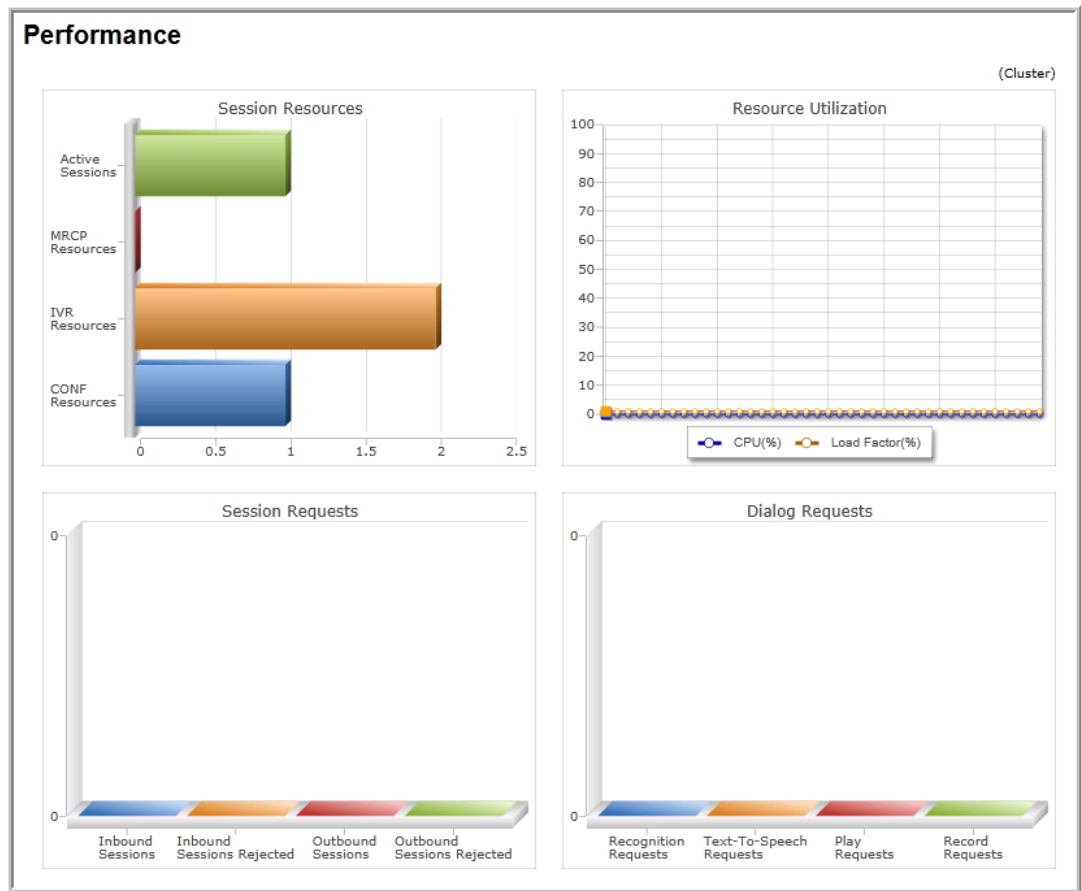 Performance
(Cluster)
Session Resources
Active
Sessions
MRCP
Resources
IVR
Resources
CONF
Resources
0 0.5 1 1.5 2 2.5
Resource Utilization
100
90
80
70
60
50
40
30
20
10
0
CPU(%) Load Factor(%)
Session Requests
0
0
Inbound
Sessions
Inbound
Sessions Rejected
Outbound
Sessions
Outbound
Sessions Rejected
Dialog Requests
0
0
Recognition
Requests
Text-To-Speech
Requests
Play
Requests
Record
Requests